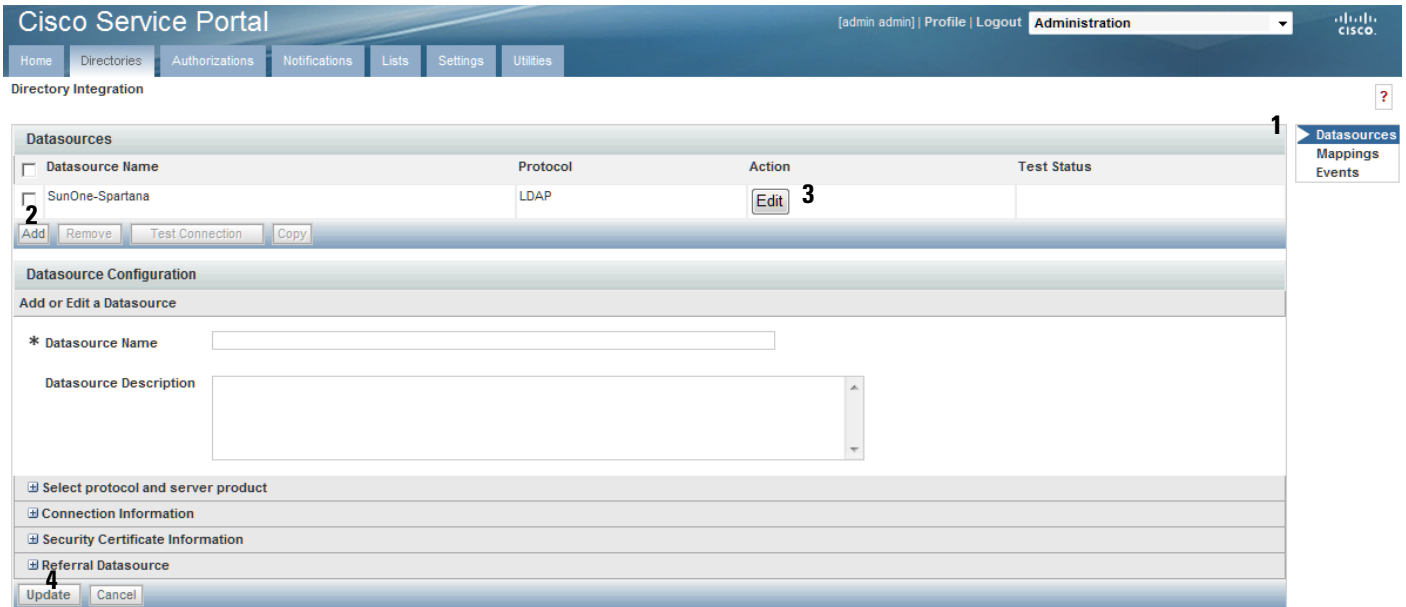 Cisco Service Portal
[admin admin] | Profile | Logout Administration
CISCO.
Home Directories Authorizations Notifications Lists Settings Utilities
Directory Integration
?
Datasources
1
Datasources
Mappings
Events
Datasource Name Protocol Action Test Status
SunOne-Spartana LDAP Edit 3
2
Add Remove Test Connection Copy
Datasource Configuration
Add or Edit a Datasource
* Datasource Name
Datasource Description
Select protocol and server product
Connection Information
Security Certificate Information
Referral Datasource
4
Update Cancel